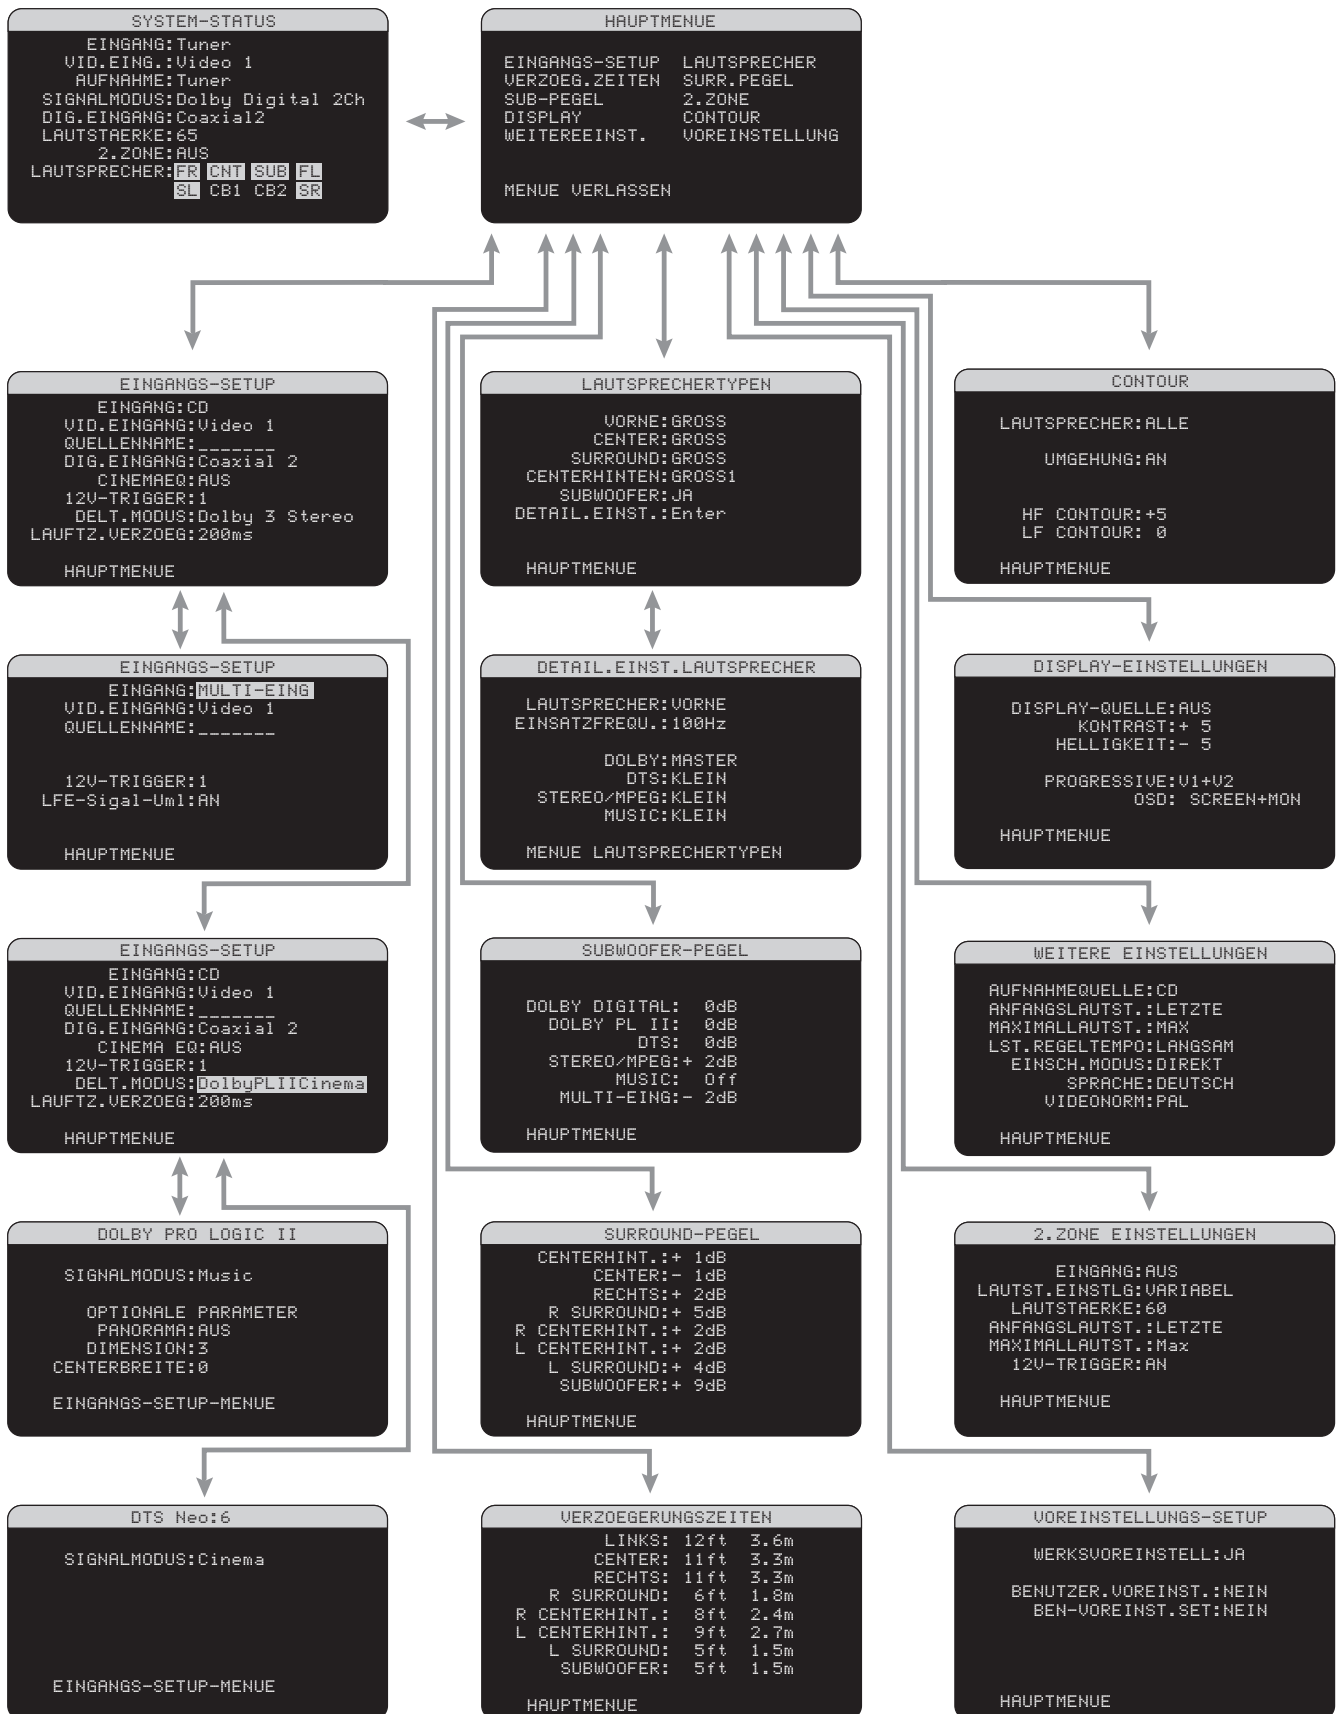 SYSTEM-STATUS
EINGANG:Tuner
VID.EING.:Video 1
AUFNAHME:Tuner
SIGNALMODUS:Dolby Digital 2Ch
DIG.EINGANG:Coaxial2
LAUTSTAERKE:65
2.ZONE:AUS
LAUTSPRECHER:FR CNT SUB FL
SL CB1 CB2 SR
HAUPTMENUE
EINGANGS-SETUP LAUTSPRECHER
VERZOEG.ZEITEN SURR.PEGEL
SUB-PEGEL 2.ZONE
DISPLAY CONTOUR
WEITEREEINST. VOREINSTELLUNG
MENUE VERLASSEN
EINGANGS-SETUP
EINGANG:CD
VID.EINGANG:Video 1
QUELLENNAME:_______
DIG.EINGANG:Coaxial 2
CINEMAEQ:AUS
12V-TRIGGER:1
DELT.MODUS:Dolby 3 Stereo
LAUFTZ.VERZOEG:200ms
HAUPTMENUE
LAUTSPRECHERTYPEN
VORNE:GROSS
CENTER:GROSS
SURROUND:GROSS
CENTERHINTEN:GROSS1
SUBWOOFER:JA
DETAIL.EINST.:Enter
HAUPTMENUE
CONTOUR
LAUTSPRECHER:ALLE
UMGEHUNG:AN
HF CONTOUR:+5
LF CONTOUR: 0
HAUPTMENUE
EINGANGS-SETUP
EINGANG:MULTI-EING
VID.EINGANG:Video 1
QUELLENNAME:_______
12V-TRIGGER:1
LFE-Sigal-Uml:AN
HAUPTMENUE
DETAIL.EINST.LAUTSPRECHER
LAUTSPRECHER:VORNE
EINSATZFREQU.:100Hz
DOLBY:MASTER
DTS:KLEIN
STEREO/MPEG:KLEIN
MUSIC:KLEIN
MENUE LAUTSPRECHERTYPEN
DISPLAY-EINSTELLUNGEN
DISPLAY-QUELLE:AUS
KONTRAST:+ 5
HELLIGKEIT:- 5
PROGRESSIVE:V1+V2
OSD: SCREEN+MON
HAUPTMENUE
EINGANGS-SETUP
EINGANG:CD
VID.EINGANG:Video 1
QUELLENNAME:_______
DIG.EINGANG:Coaxial 2
CINEMA EQ:AUS
12V-TRIGGER:1
DELT.MODUS:DolbyPLIICinema
LAUFTZ.VERZOEG:200ms
HAUPTMENUE
SUBWOOFER-PEGEL
DOLBY DIGITAL: 0dB
DOLBY PL II: 0dB
DTS: 0dB
STEREO/MPEG:+ 2dB
MUSIC: Off
MULTI-EING:- 2dB
HAUPTMENUE
WEITERE EINSTELLUNGEN
AUFNAHMEQUELLE:CD
ANFANGSLAUTST.:LETZTE
MAXIMALLAUTST.:MAX
LST.REGELTEMPO:LANGSAM
EINSCH.MODUS:DIREKT
SPRACHE:DEUTSCH
VIDEONORM:PAL
HAUPTMENUE
DOLBY PRO LOGIC II
SIGNALMODUS:Music
OPTIONALE PARAMETER
PANORAMA:AUS
DIMENSION:3
CENTERBREITE:0
EINGANGS-SETUP-MENUE
SURROUND-PEGEL
CENTERHINT.:+ 1dB
CENTER:- 1dB
RECHTS:+ 2dB
R SURROUND:+ 5dB
R CENTERHINT.:+ 2dB
L CENTERHINT.:+ 2dB
L SURROUND:+ 4dB
SUBWOOFER:+ 9dB
HAUPTMENUE
2.ZONE EINSTELLUNGEN
EINGANG:AUS
LAUTST.EINSTLG:VARIABEL
LAUTSTAERKE:60
ANFANGSLAUTST.:LETZTE
MAXIMALLAUTST.:Max
12V-TRIGGER:AN
HAUPTMENUE
DTS Neo:6
SIGNALMODUS:Cinema
EINGANGS-SETUP-MENUE
VERZOEGERUNGSZEITEN
LINKS: 12ft 3.6m
CENTER: 11ft 3.3m
RECHTS: 11ft 3.3m
R SURROUND: 6ft 1.8m
R CENTERHINT.: 8ft 2.4m
L CENTERHINT.: 9ft 2.7m
L SURROUND: 5ft 1.5m
SUBWOOFER: 5ft 1.5m
HAUPTMENUE
VOREINSTELLUNGS-SETUP
WERKSVOREINSTELL:JA
BENUTZER.VOREINST.:NEIN
BEN-VOREINST.SET:NEIN
HAUPTMENUE